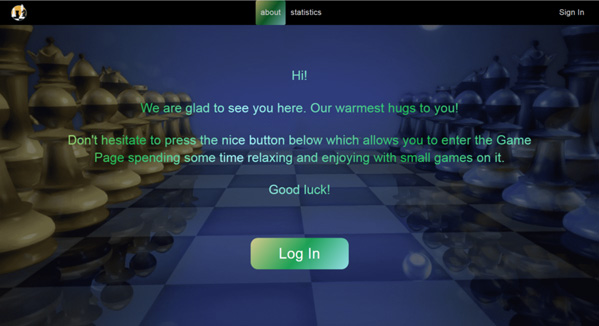 about statistics Sign In
Hi!
We are glad to see you here. Our warmest hugs to you!
Don't hesitate to press the nice button below which allows you to enter the Game
Page spending some time relaxing and enjoying with small games on it.
Good luck!
Log In